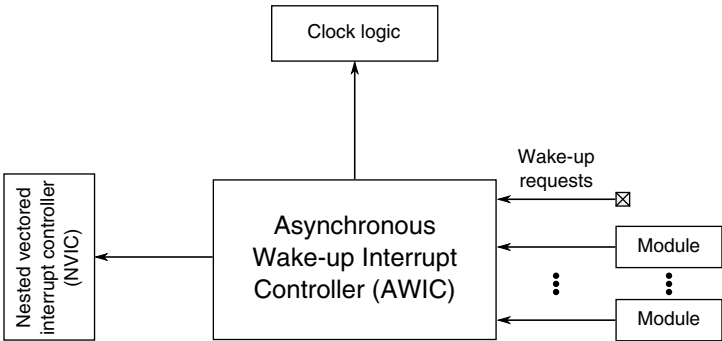 Clock logic
Nested vectored
interrupt controller
(NVIC)
Asynchronous
Wake-up Interrupt
Controller (AWIC)
Wake-up
requests
Module
Module